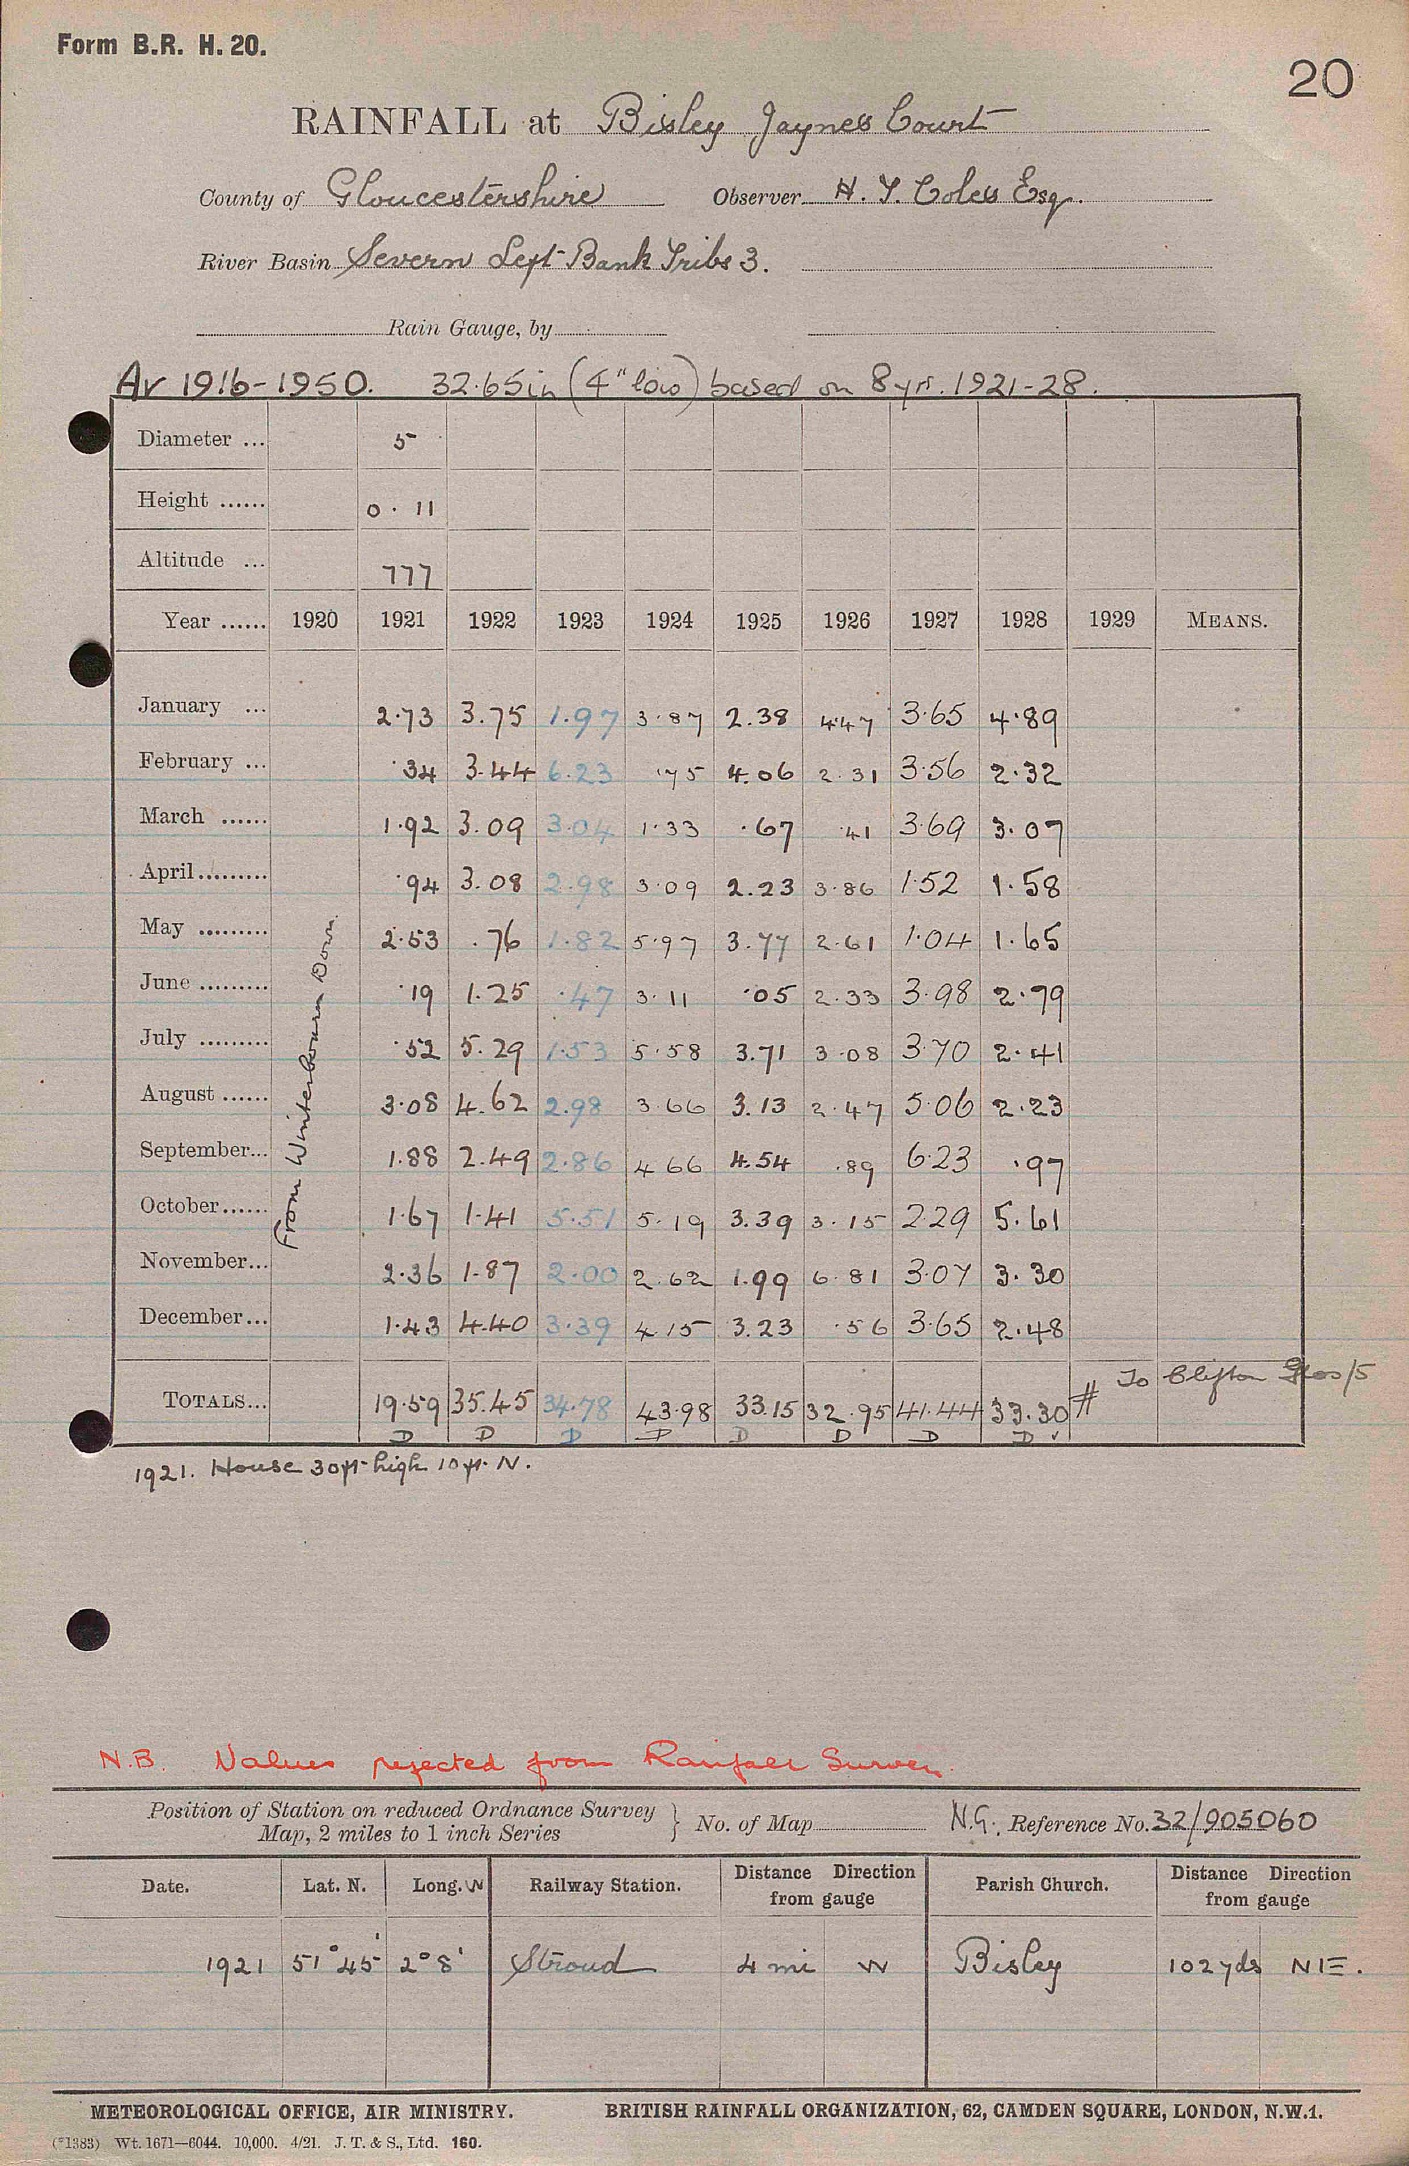 Form B.R. H. 20.
20
RAINFALL at Bisley Jaynes Court
County of Gloucestershire Observer H. T. Coles Esq.
River Basin Severn Left Bank Tribs 3.
Rain Gauge, by
Av 1916-1950. 32.65in (4" low) based on 8 yrs. 1921-28.
Diameter ... 5
Height ...... 0.11
Altitude ... 777
Year ...... 1920 1921 1922 1923 1924 1925 1926 1927 1928 1929 MEANS.
January ... 2.73 3.75 1.97 3.87 2.38 4.47 3.65 4.89
February ... .34 3.44 6.23 .75 4.06 2.31 3.56 2.32
March ...... 1.92 3.09 3.04 1.33 .67 .41 3.69 3.07
April ......... .94 3.08 2.98 3.09 2.23 3.86 1.52 1.58
May ......... 2.53 .76 1.82 5.97 3.77 2.61 1.04 1.65
June ......... .19 1.25 .47 3.11 .05 2.33 3.98 2.79
July ......... .52 5.29 1.53 5.58 3.71 3.08 3.70 2.41
August ...... 3.08 4.62 2.98 3.66 3.13 2.47 5.06 2.23
September... 1.88 2.49 2.86 4.66 4.54 .89 6.23 .97
October...... 1.67 1.41 5.51 5.19 3.39 3.15 2.29 5.61
November... 2.36 1.87 2.00 2.62 1.99 6.81 3.07 3.30
December... 1.43 4.40 3.39 4.15 3.23 .56 3.65 2.48
From Winterbourn Down
To Clifton Glos/5
TOTALS... 19.59 35.45 34.78 43.98 33.15 32.95 41.44 33.30 #
D D D D D D D D ✓
1921. House 30ft high 10ft N.
N.B. Values rejected from Rainfall Survey.
Position of Station on reduced Ordnance Survey Map, 2 miles to 1 inch Series } No. of Map N.G. Reference No. 32/905060
Date. Lat. N. Long. W Railway Station. Distance Direction from gauge Parish Church. Distance Direction from gauge
1921 51° 45' 2° 8' Stroud 4 mi W Bisley 102 yds NE.
METEOROLOGICAL OFFICE, AIR MINISTRY. BRITISH RAINFALL ORGANIZATION, 62, CAMDEN SQUARE, LONDON, N.W.1.
(*1383) Wt. 1671—6044. 10,000. 4/21. J. T. & S., Ltd. 160.